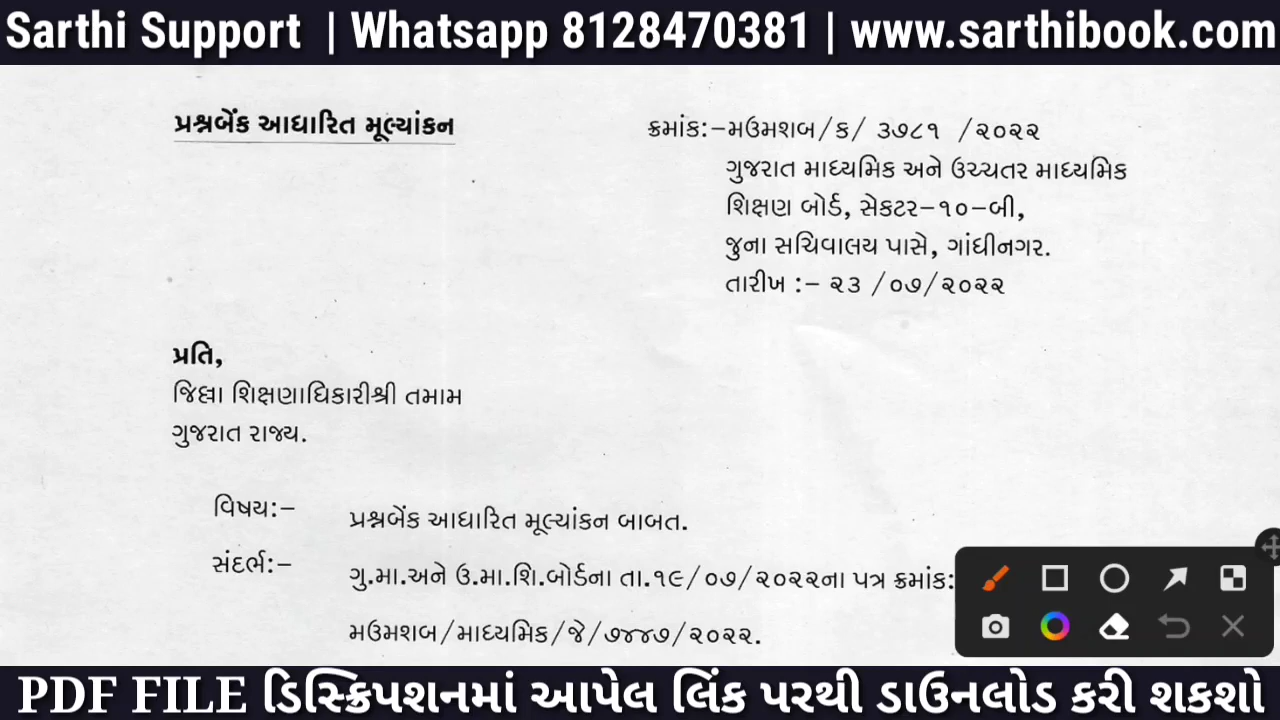 Sarthi Support | Whatsapp 8128470381 | www.sarthibook.com
પ્રશ્નબેંક આધારિત મૂલ્યાંકન
ક્રમાંક:-મઉમશબ/ક/ ૩૭૮૧ /૨૦૨૨
ગુજરાત માધ્યમિક અને ઉચ્ચતર માધ્યમિક
શિક્ષણ બોર્ડ, સેકટર-૧૦-બી,
જુના સચિવાલય પાસે, ગાંધીનગર.
તારીખ :- ૨૩ /૦૭/૨૦૨૨
પ્રતિ,
જિલ્લા શિક્ષણાધિકારીશ્રી તમામ
ગુજરાત રાજ્ય.
વિષય:- પ્રશ્નબેંક આધારિત મૂલ્યાંકન બાબત.
સંદર્ભ:- ગુ.મા.અને ઉ.મા.શિ.બોર્ડના તા.૧૯/૦૭/૨૦૨૨ના પત્ર ક્રમાંક:
મઉમશબ/માધ્યમિક/જે/૭૪૪૭/૨૦૨૨.
PDF FILE ડિસ્ક્રિપશનમાં આપેલ લિંક પરથી ડાઉનલોડ કરી શકશો